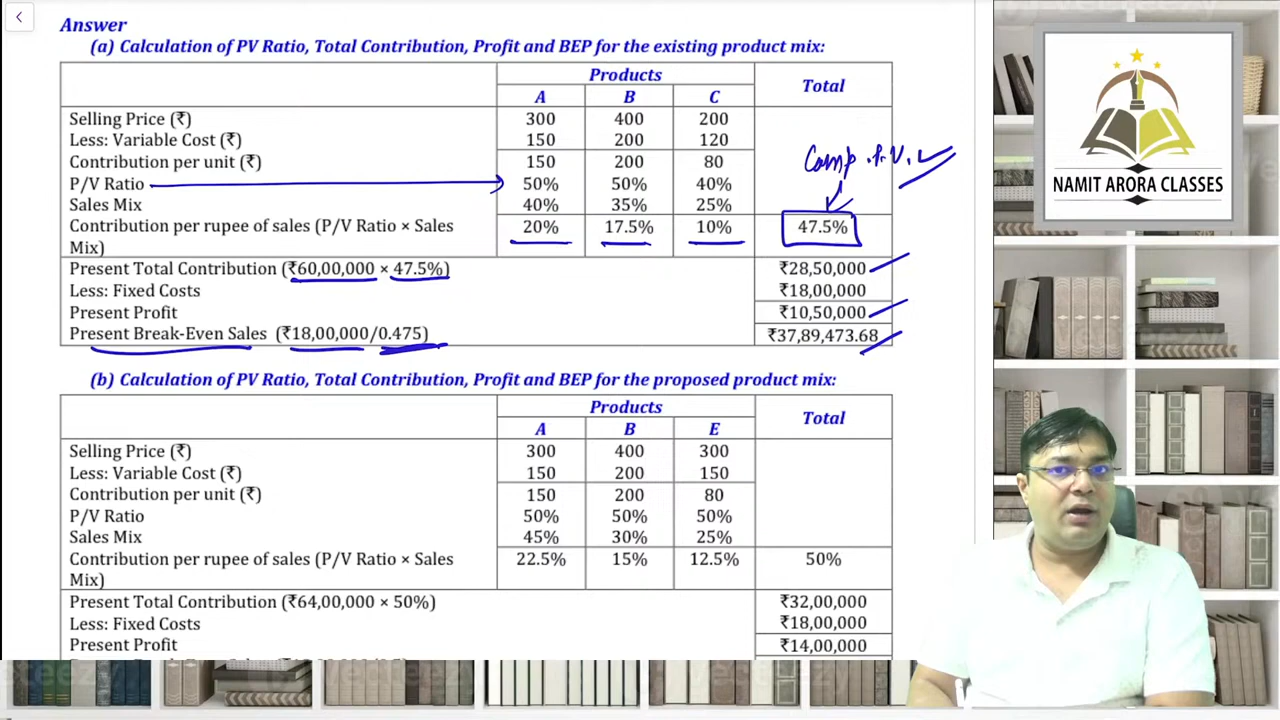 Answer
(a) Calculation of PV Ratio, Total Contribution, Profit and BEP for the existing product mix:
Products Total
A B C
Selling Price (₹) 300 400 200
Less: Variable Cost (₹) 150 200 120
Contribution per unit (₹) 150 200 80
Comp. P.V.
P/V Ratio 50% 50% 40%
Sales Mix 40% 35% 25%
Contribution per rupee of sales (P/V Ratio × Sales 20% 17.5% 10% 47.5%
Mix)
Present Total Contribution (₹60,00,000 × 47.5%) ₹28,50,000
Less: Fixed Costs ₹18,00,000
Present Profit ₹10,50,000
Present Break-Even Sales (₹18,00,000/0.475) ₹37,89,473.68
(b) Calculation of PV Ratio, Total Contribution, Profit and BEP for the proposed product mix:
Products Total
A B E
Selling Price (₹) 300 400 300
Less: Variable Cost (₹) 150 200 150
Contribution per unit (₹) 150 200 80
P/V Ratio 50% 50% 50%
Sales Mix 45% 30% 25%
Contribution per rupee of sales (P/V Ratio × Sales 22.5% 15% 12.5% 50%
Mix)
Present Total Contribution (₹64,00,000 × 50%) ₹32,00,000
Less: Fixed Costs ₹18,00,000
Present Profit ₹14,00,000
NAMIT ARORA CLASSES